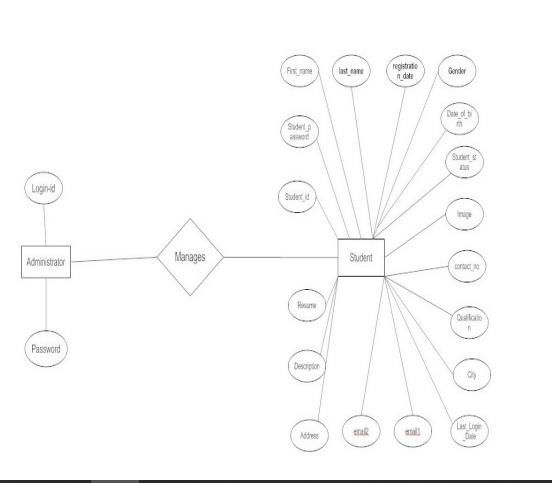 First_name
last_name
registratio
n_date
Gender
Student_p
assword
Date_of_bi
rth
Student_st
atus
Login-id
Student_id
Image
Administrator
Manages
Student
contact_no
Resume
Qualificatio
n
Password
Description
City
Address
email2
email1
Last_Login
_Date